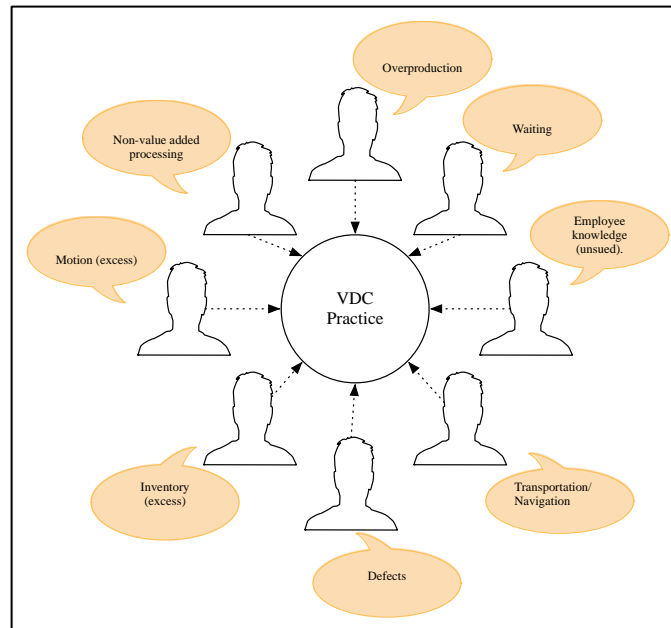 Overproduction
Waiting
Non-value added
processing
Employee
knowledge
(unsued).
Motion (excess)
VDC
Practice
Inventory
(excess)
Transportation/
Navigation
Defects